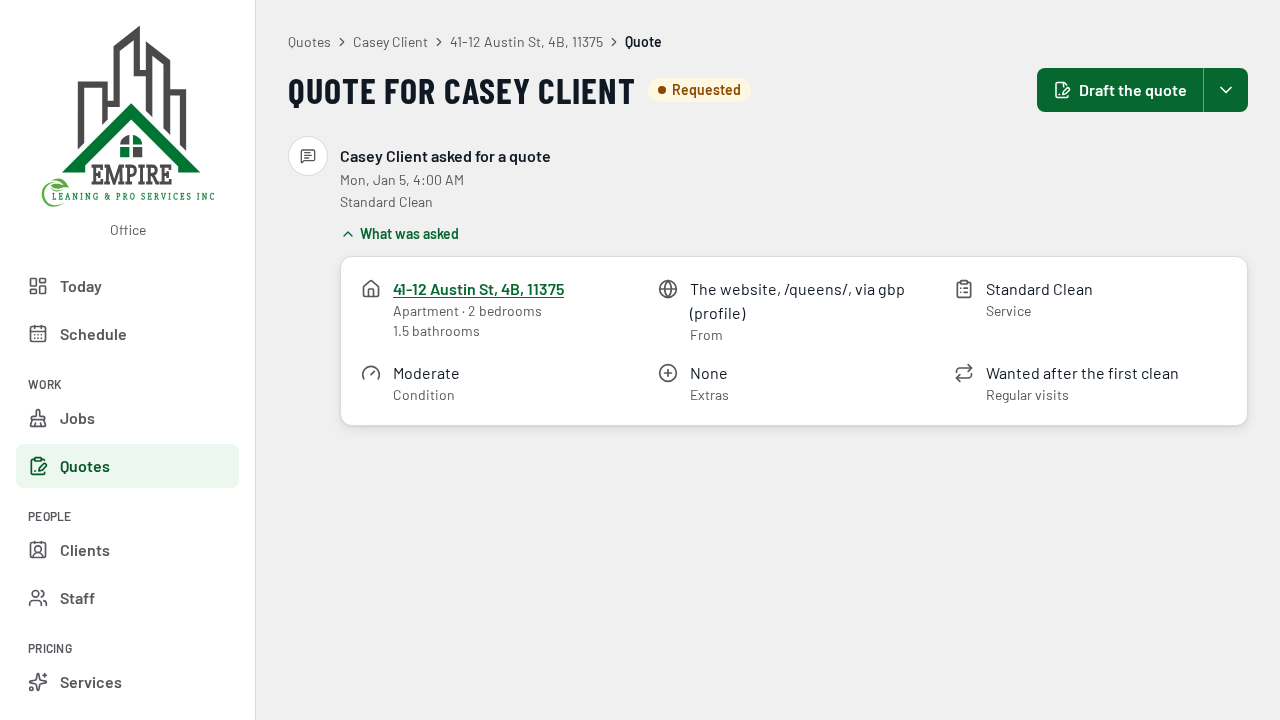 EMPIRE
LEANING & PRO SERVICES INC
Office
Today
Schedule
WORK
Jobs
Quotes
PEOPLE
Clients
Staff
PRICING
Services
Quotes > Casey Client > 41-12 Austin St, 4B, 11375 > Quote
QUOTE FOR CASEY CLIENT
Requested
Draft the quote
Casey Client asked for a quote
Mon, Jan 5, 4:00 AM
Standard Clean
What was asked
41-12 Austin St, 4B, 11375
Apartment · 2 bedrooms
1.5 bathrooms
The website, /queens/, via gbp
(profile)
From
Standard Clean
Service
Moderate
Condition
None
Extras
Wanted after the first clean
Regular visits